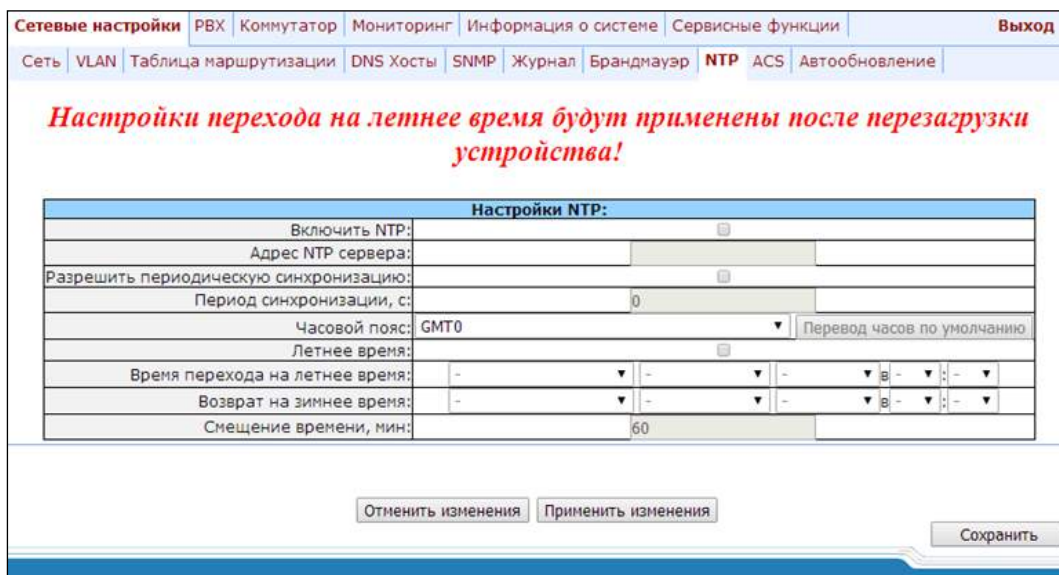 Сетевые настройки PBX Коммутатор Мониторинг Информация о системе Сервисные функции Выход
Сеть VLAN Таблица маршрутизации DNS Хосты SNMP Журнал Брандмауэр NTP ACS Автообновление
Настройки перехода на летнее время будут применены после перезагрузки
устройства!
Настройки NTP:
Включить NTP:
Адрес NTP сервера:
Разрешить периодическую синхронизацию:
Период синхронизации, с: 0
Часовой пояс: GMT0 Перевод часов по умолчанию
Летнее время:
Время перехода на летнее время: - - - в - : -
Возврат на зимнее время: - - - в - : -
Смещение времени, мин: 60
Отменить изменения Применить изменения
Сохранить